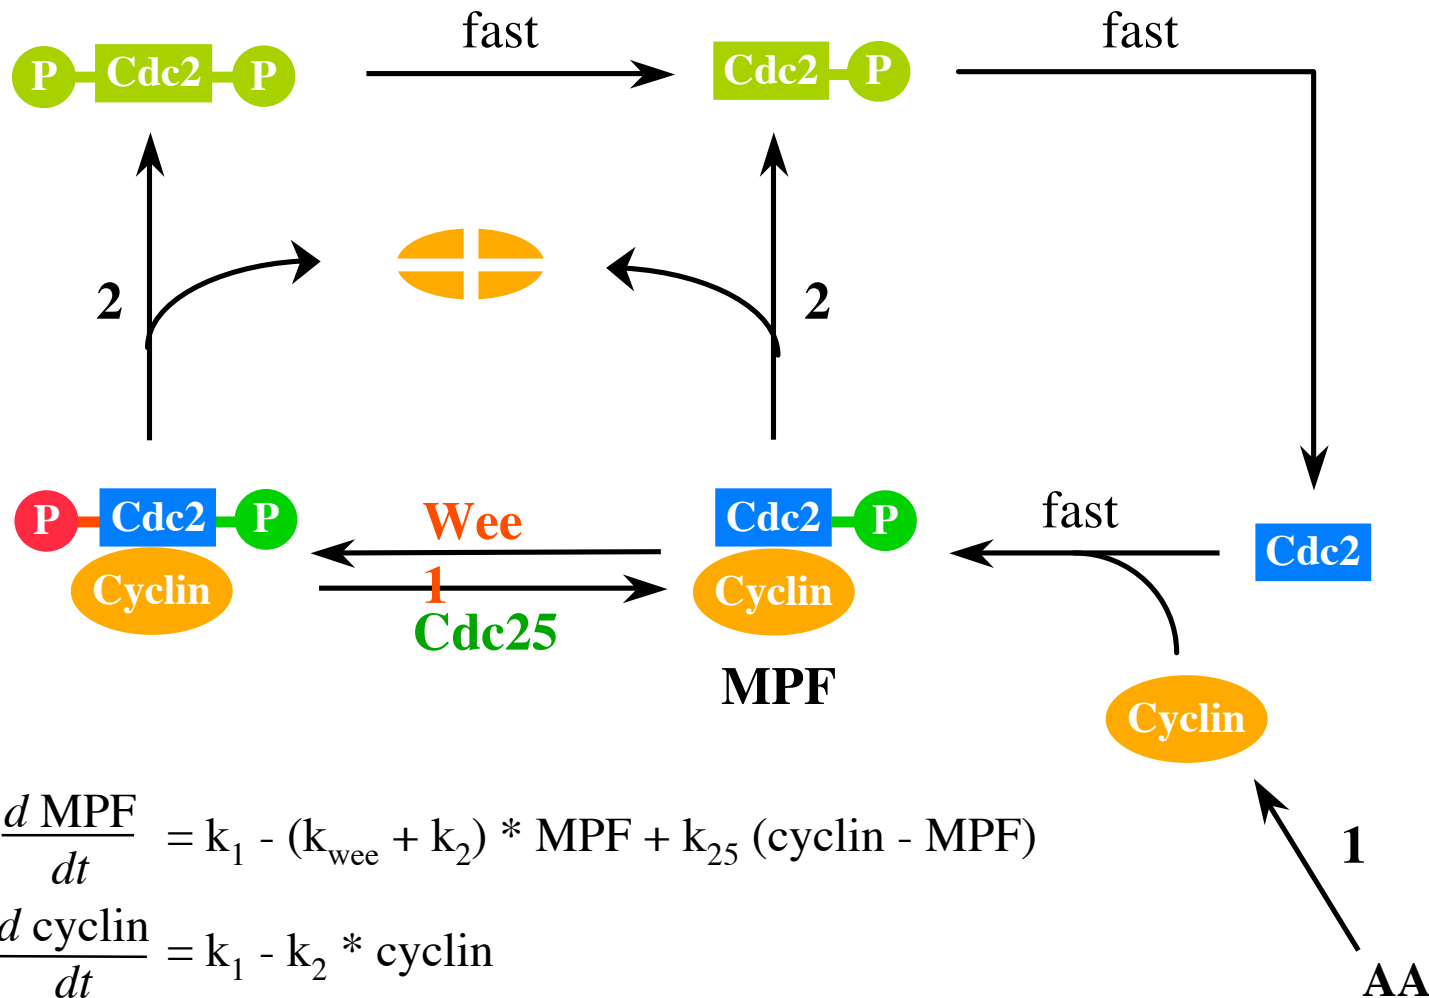 fast
fast
P Cdc2 P
Cdc2 P
2
2
P Cdc2 P
Cyclin
Wee
1
Cdc25
Cdc2 P
Cyclin
MPF
fast
Cdc2
Cyclin
1
AA
d MPF
dt
= k1 - (kwee + k2) * MPF + k25 (cyclin - MPF)
d cyclin
dt
= k1 - k2 * cyclin